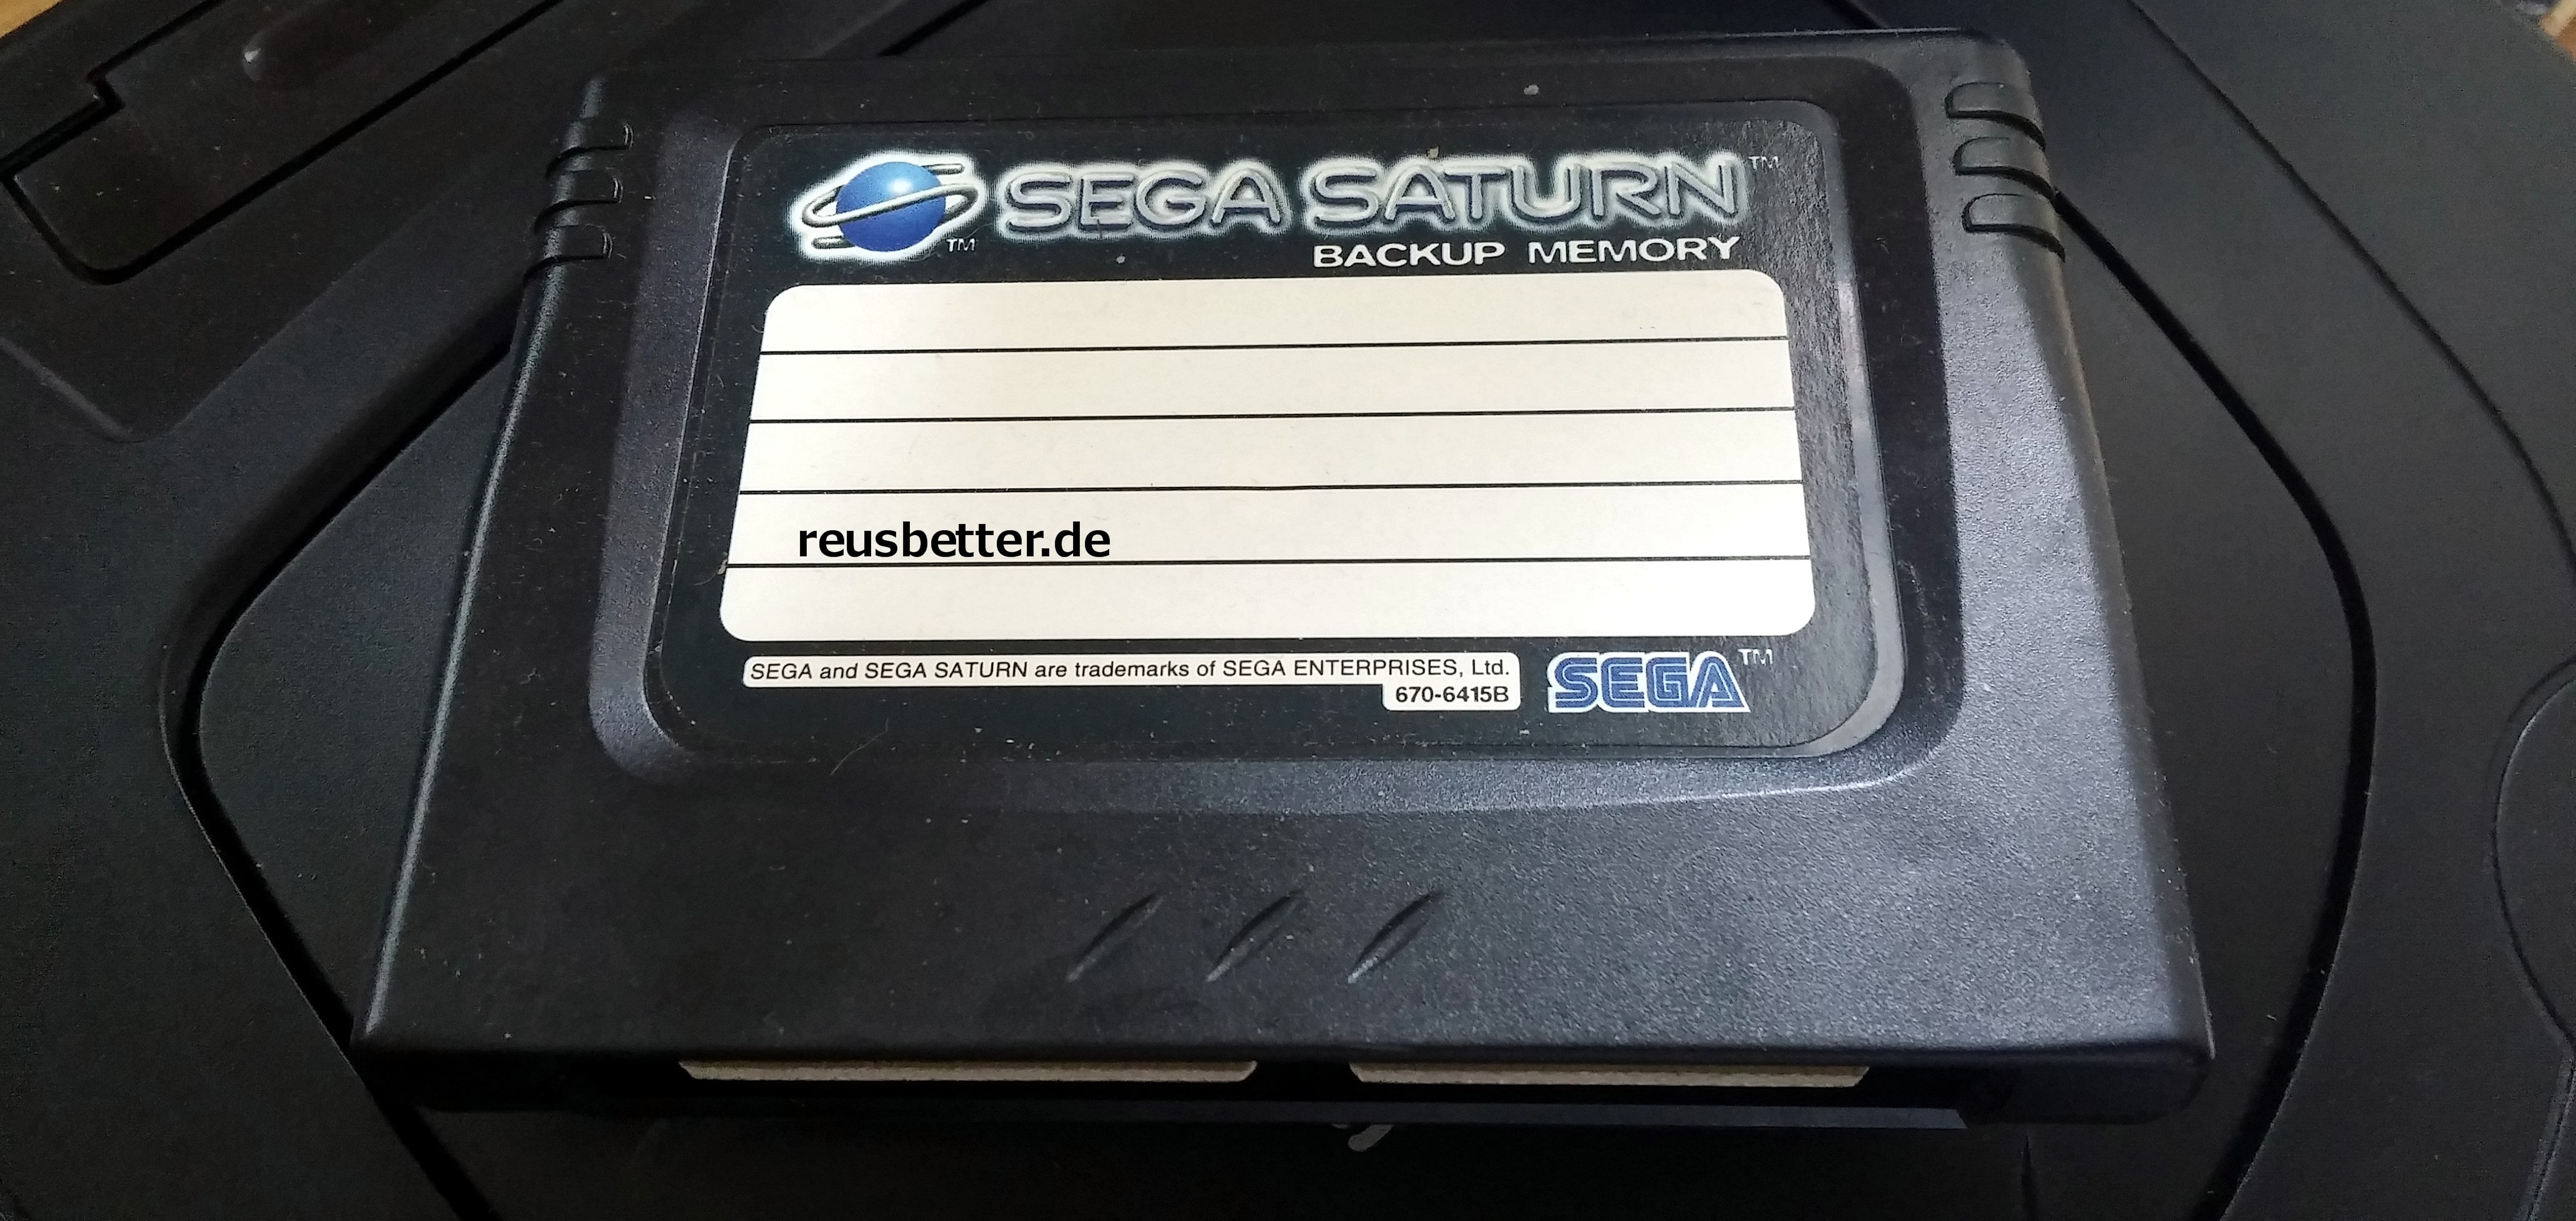 SEGA SATURN™
™
BACKUP MEMORY
reusbetter.de
SEGA and SEGA SATURN are trademarks of SEGA ENTERPRISES, Ltd.
670-6415B
SEGA™